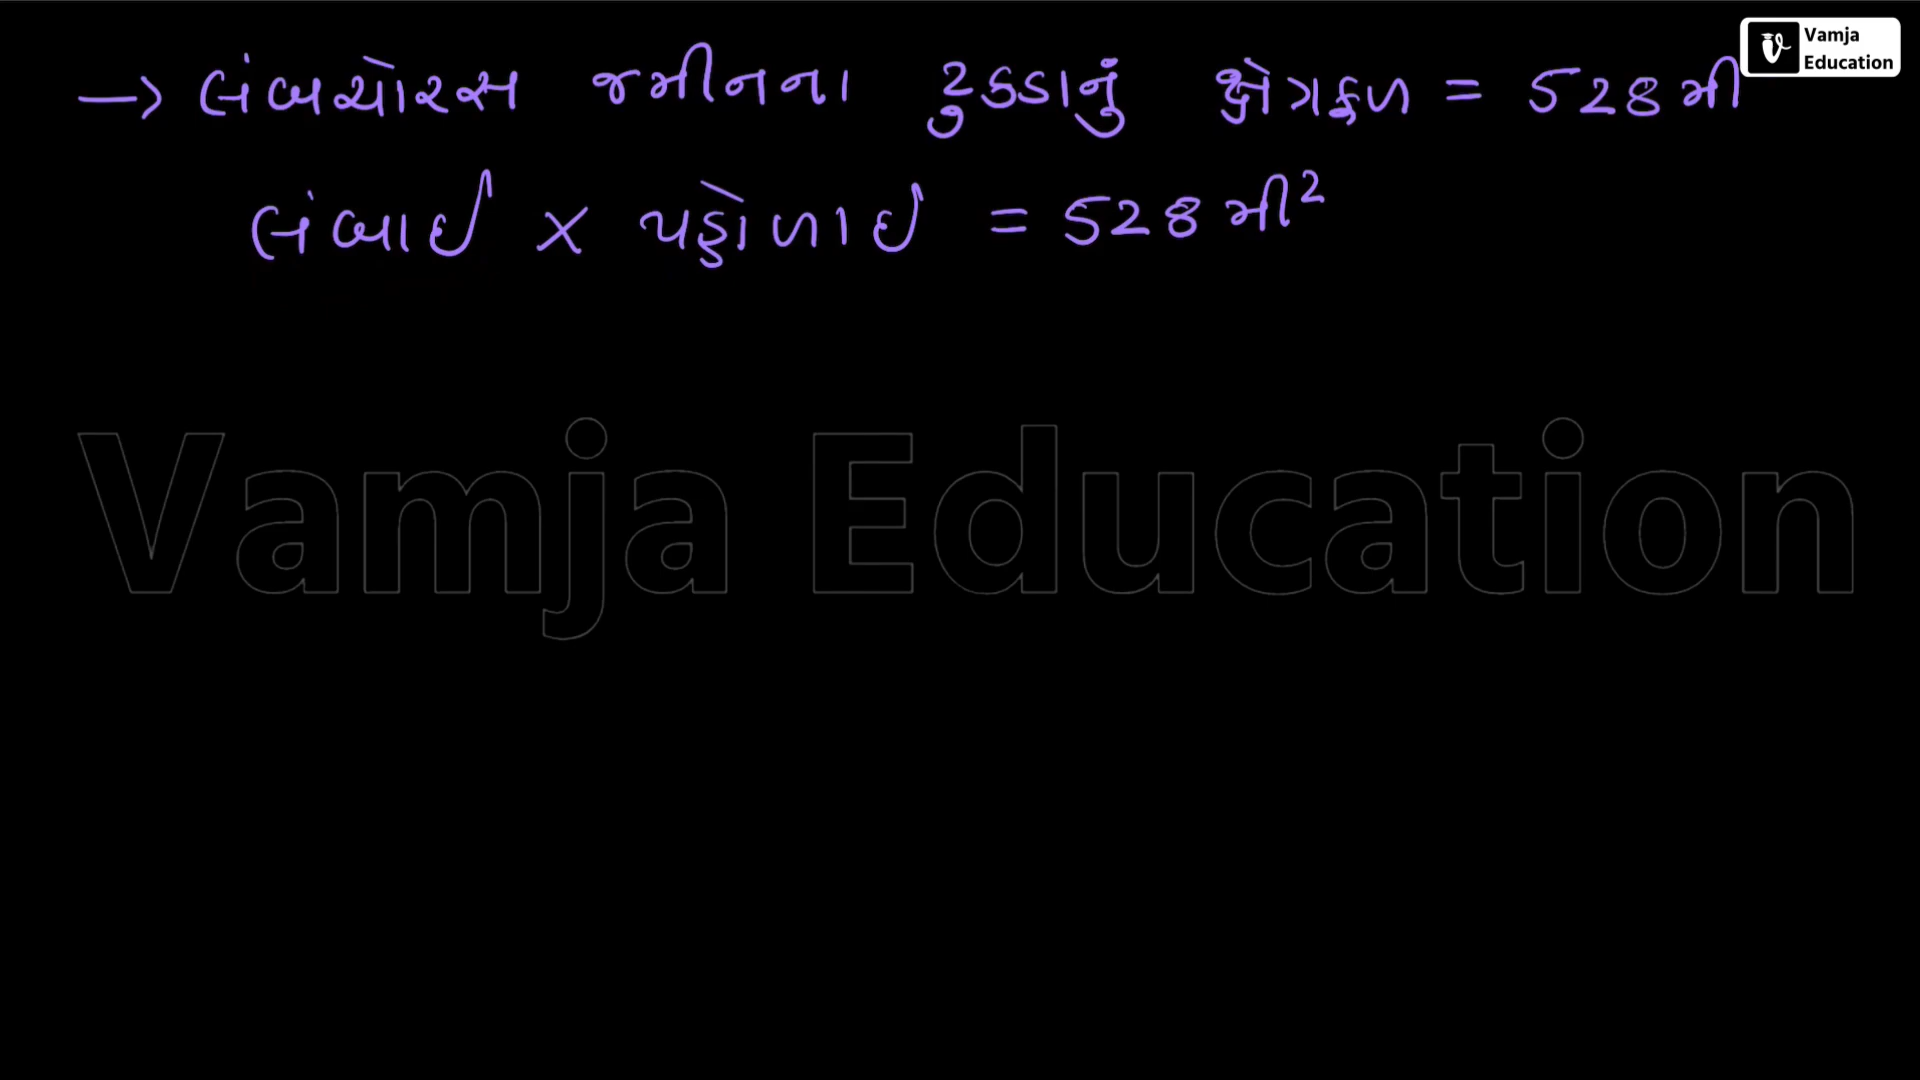 → લંબચોરસ જમીનના ટુકડાનું ક્ષેત્રફળ = 528 મી
લંબાઈ × પહોળાઈ = 528 મી²
Vamja
Education
Vamja Education